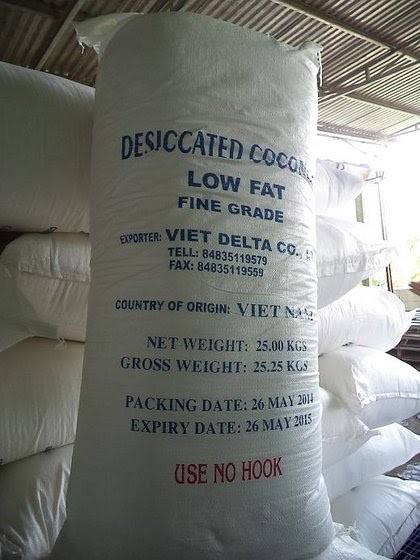 DESICCATED COCON
LOW FAT
FINE GRADE
EXPORTER: VIET DELTA CO.,
TELL: 84835119579
FAX: 84835119559
COUNTRY OF ORIGIN: VIET NAM
NET WEIGHT: 25.00 KGS
GROSS WEIGHT: 25.25 KGS
PACKING DATE: 26 MAY 2014
EXPIRY DATE: 26 MAY 2015
USE NO HOOK